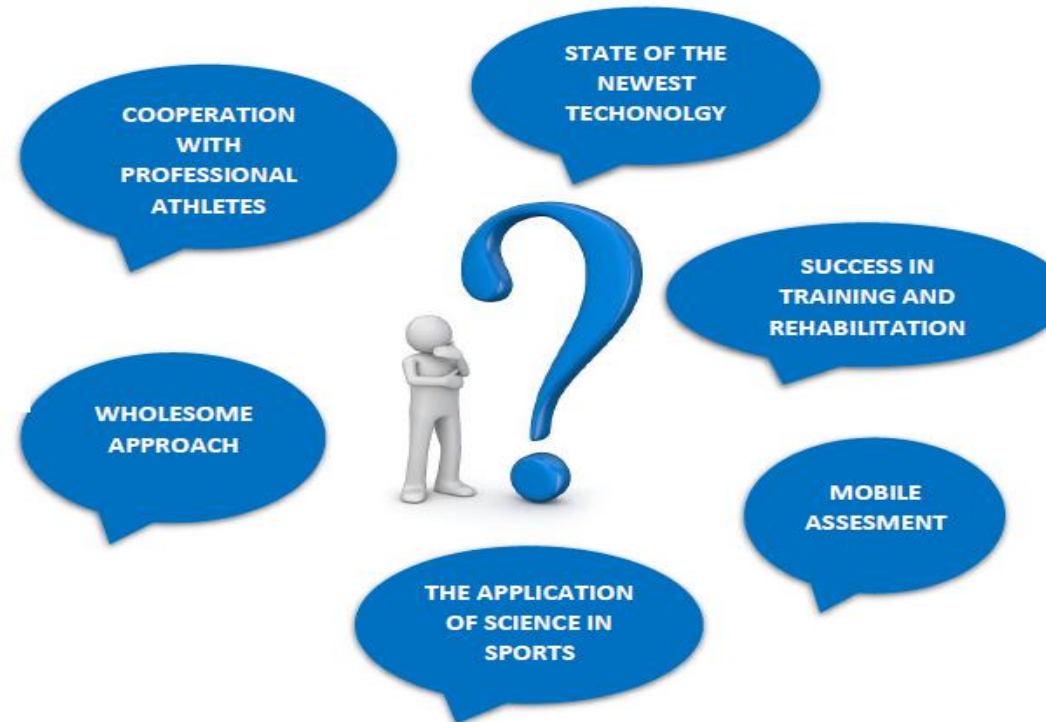 STATE OF THE
NEWEST
TECHONOLGY
COOPERATION
WITH
PROFESSIONAL
ATHLETES
SUCCESS IN
TRAINING AND
REHABILITATION
WHOLESOME
APPROACH
MOBILE
ASSESMENT
THE APPLICATION
OF SCIENCE IN
SPORTS